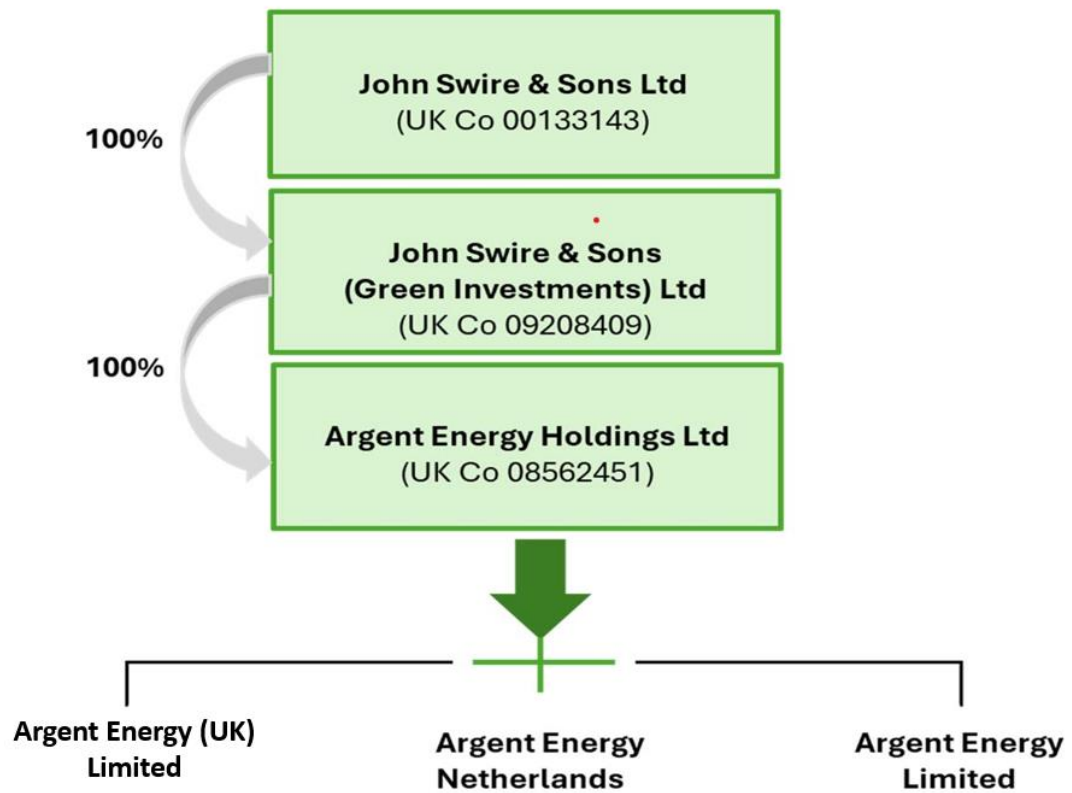 John Swire & Sons Ltd
(UK Co 00133143)
100%
John Swire & Sons
(Green Investments) Ltd
(UK Co 09208409)
100%
Argent Energy Holdings Ltd
(UK Co 08562451)
Argent Energy (UK)
Limited
Argent Energy
Netherlands
Argent Energy
Limited